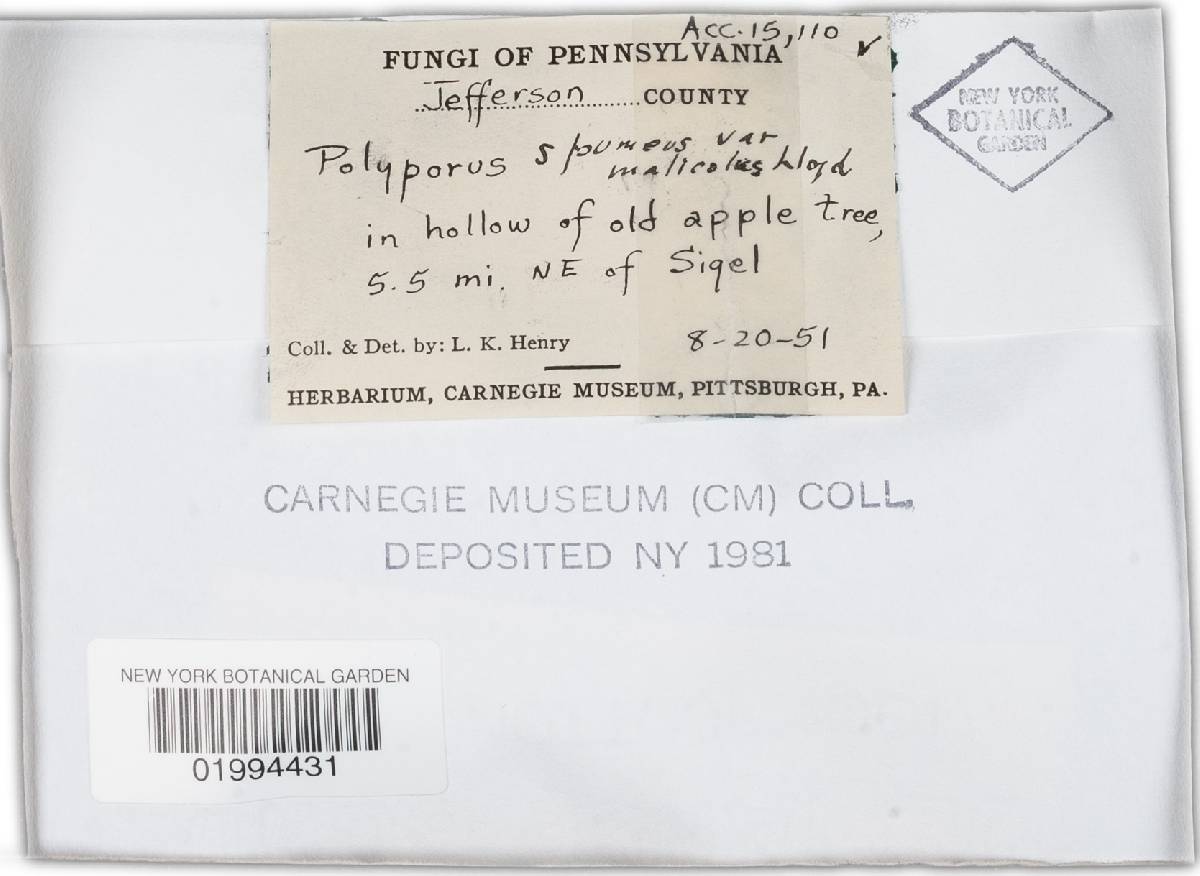 Acc. 15,110 ✓
FUNGI OF PENNSYLVANIA
Jefferson COUNTY
Polyporus spumeus var
malicolus Lloyd
in hollow of old apple tree,
5.5 mi. NE of Sigel
Coll. & Det. by: L. K. Henry 8-20-51
HERBARIUM, CARNEGIE MUSEUM, PITTSBURGH, PA.
NEW YORK
BOTANICAL
GARDEN
CARNEGIE MUSEUM (CM) COLL.
DEPOSITED NY 1981
NEW YORK BOTANICAL GARDEN
01994431